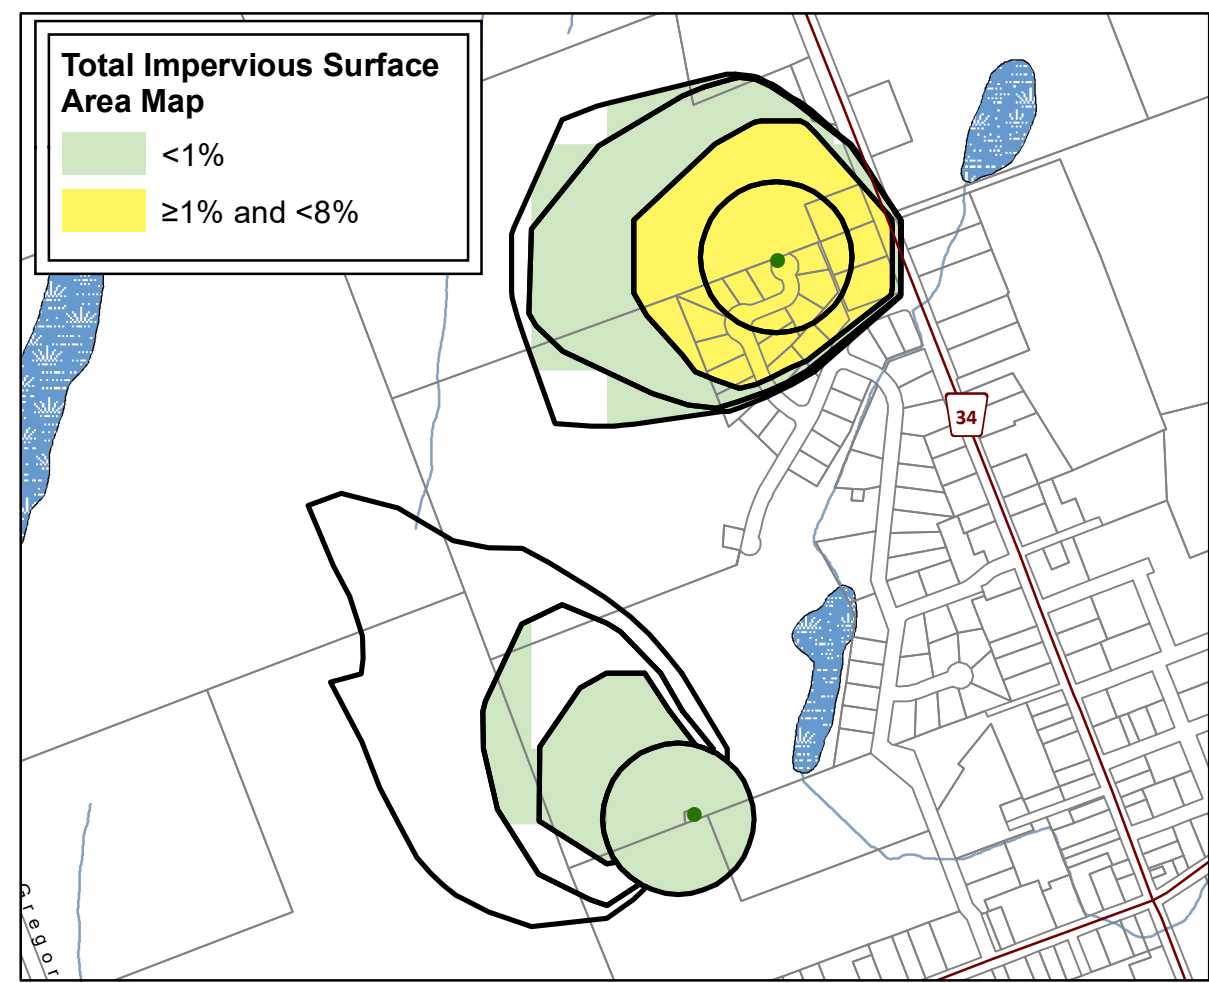 Total Impervious Surface
Area Map
<1%
≥1% and <8%
34
Gregor